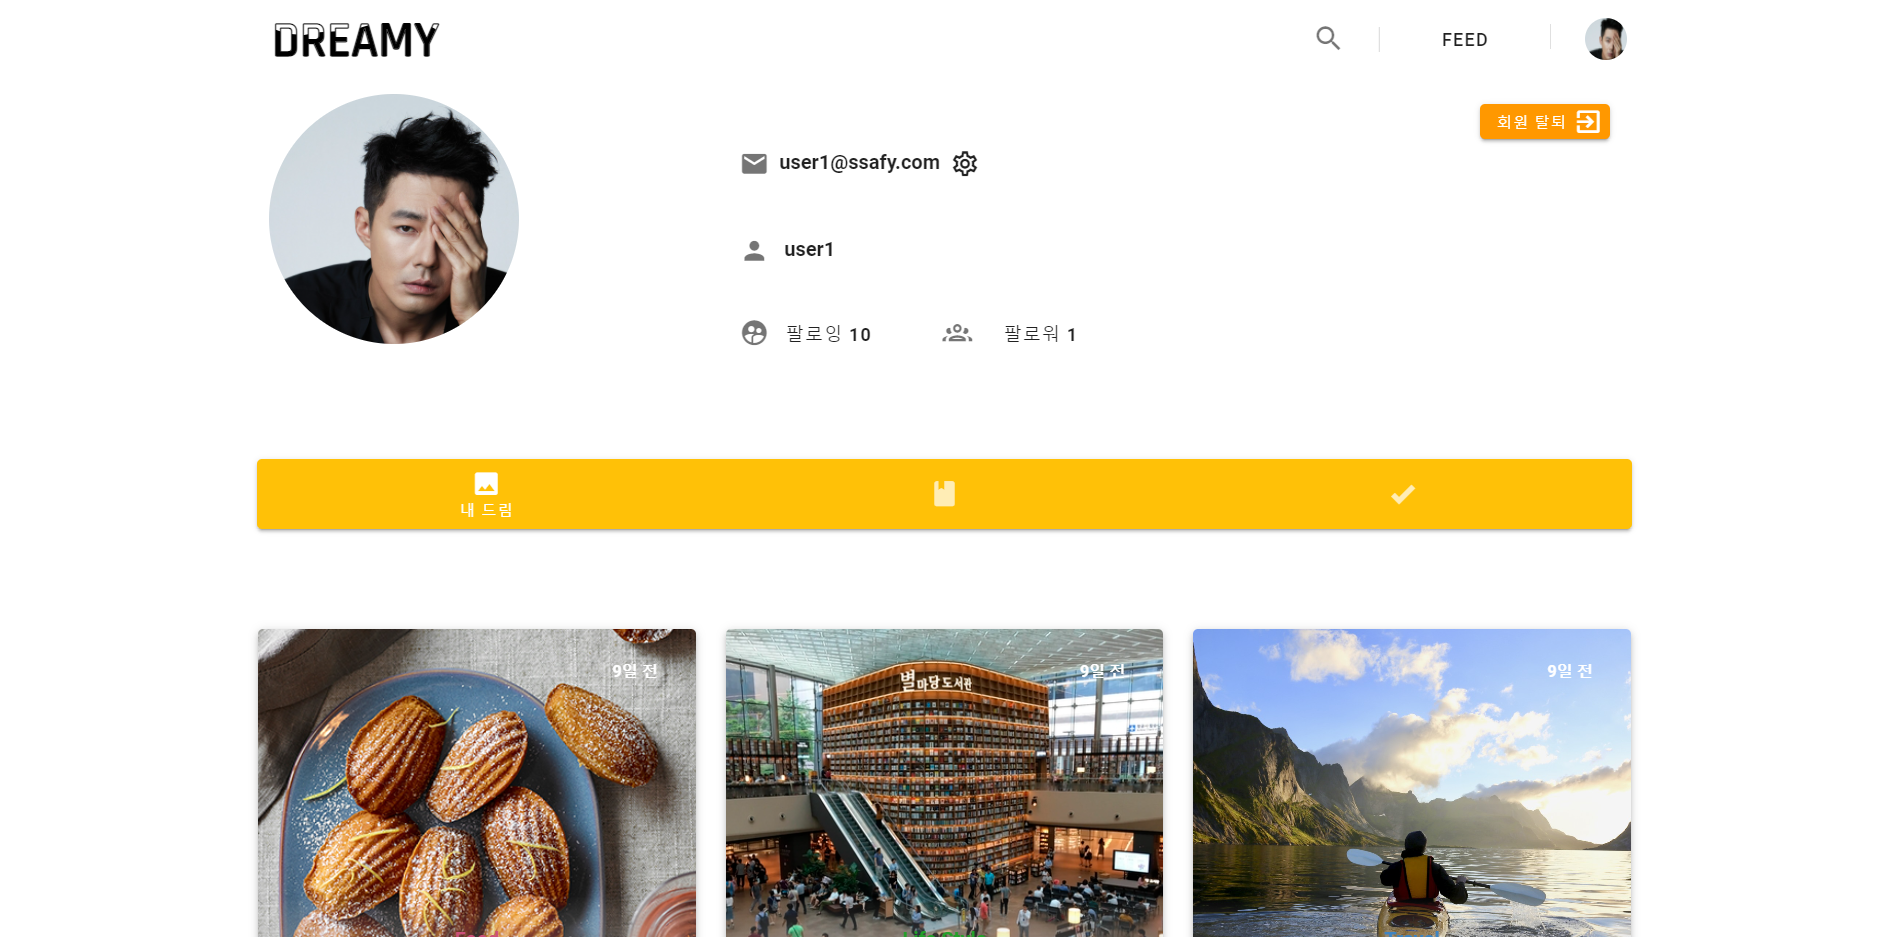 DREAMY
FEED
회원 탈퇴
user1@ssafy.com
user1
팔로잉 10 팔로워 1
내 드림
9일 전 9일 전 9일 전
별마당도서관